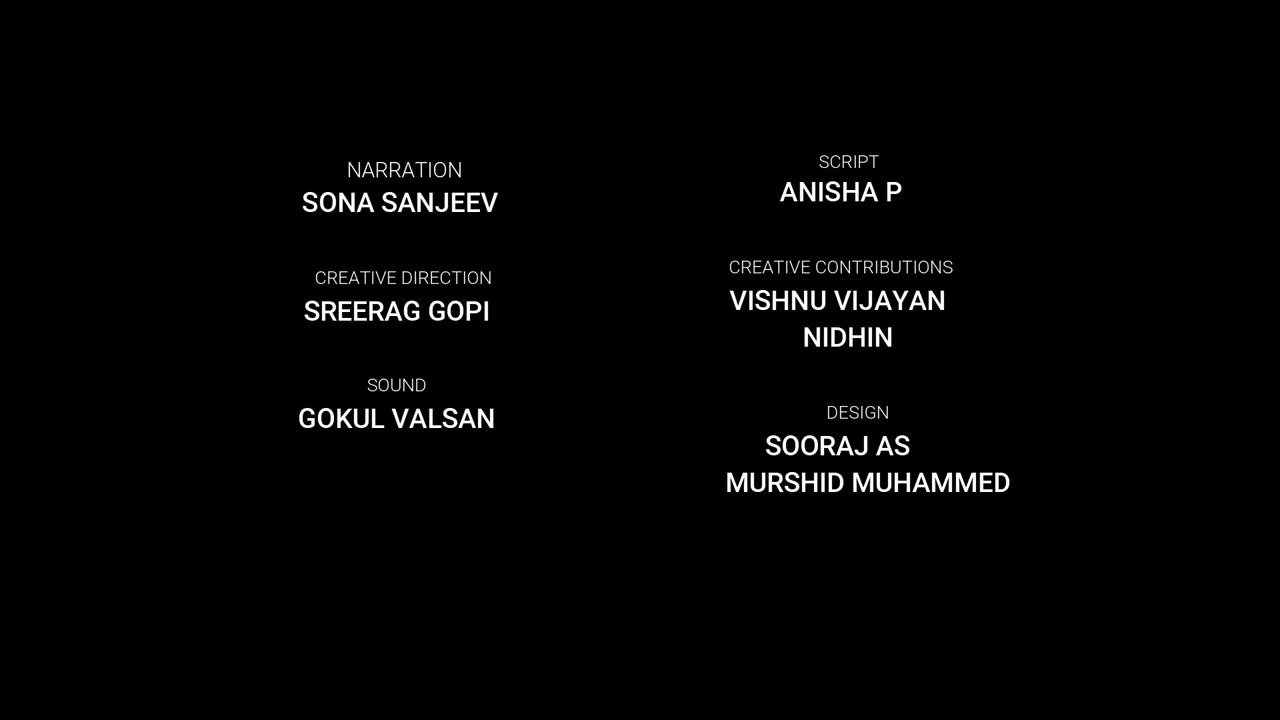 NARRATION
SONA SANJEEV
CREATIVE DIRECTION
SREERAG GOPI
SOUND
GOKUL VALSAN
SCRIPT
ANISHA P
CREATIVE CONTRIBUTIONS
VISHNU VIJAYAN
NIDHIN
DESIGN
SOORAJ AS
MURSHID MUHAMMED